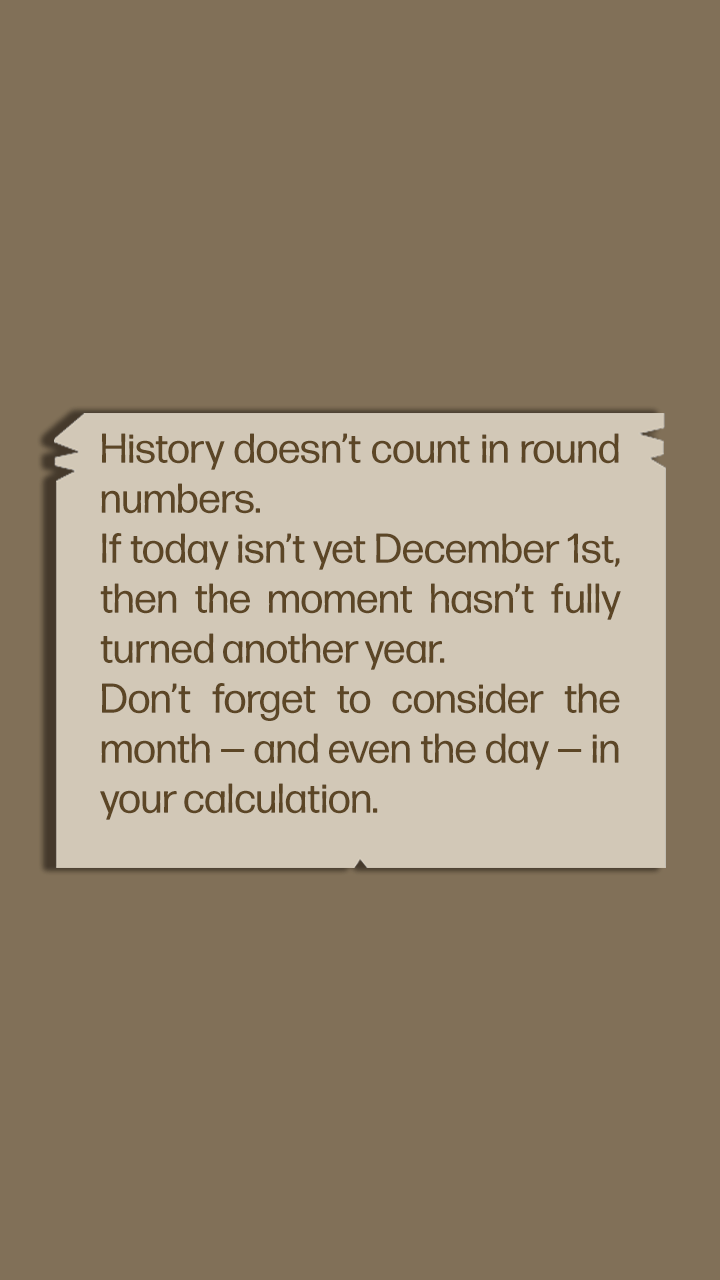 History doesn’t count in round
numbers.
If today isn’t yet December 1st,
then the moment hasn’t fully
turned another year.
Don’t forget to consider the
month – and even the day – in
your calculation.